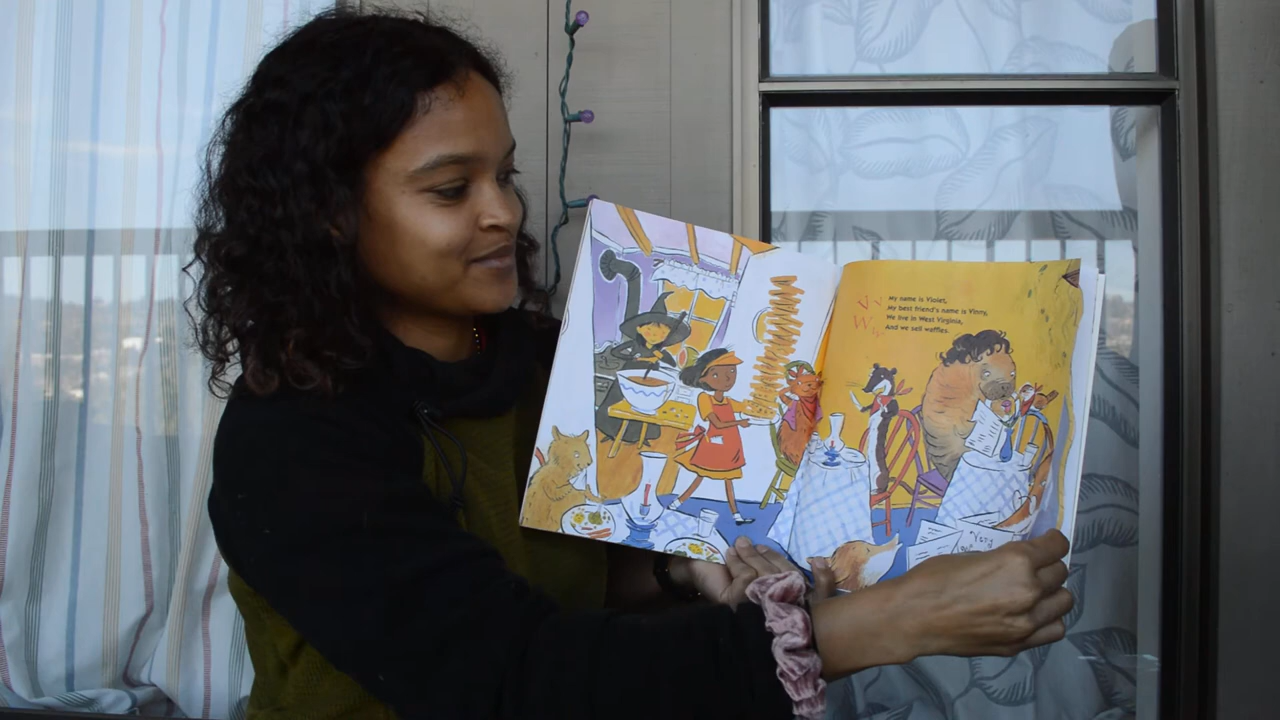 V v
W w
My name is Violet,
My best friend's name is Vinny,
We live in West Virginia,
And we sell waffles.
Very